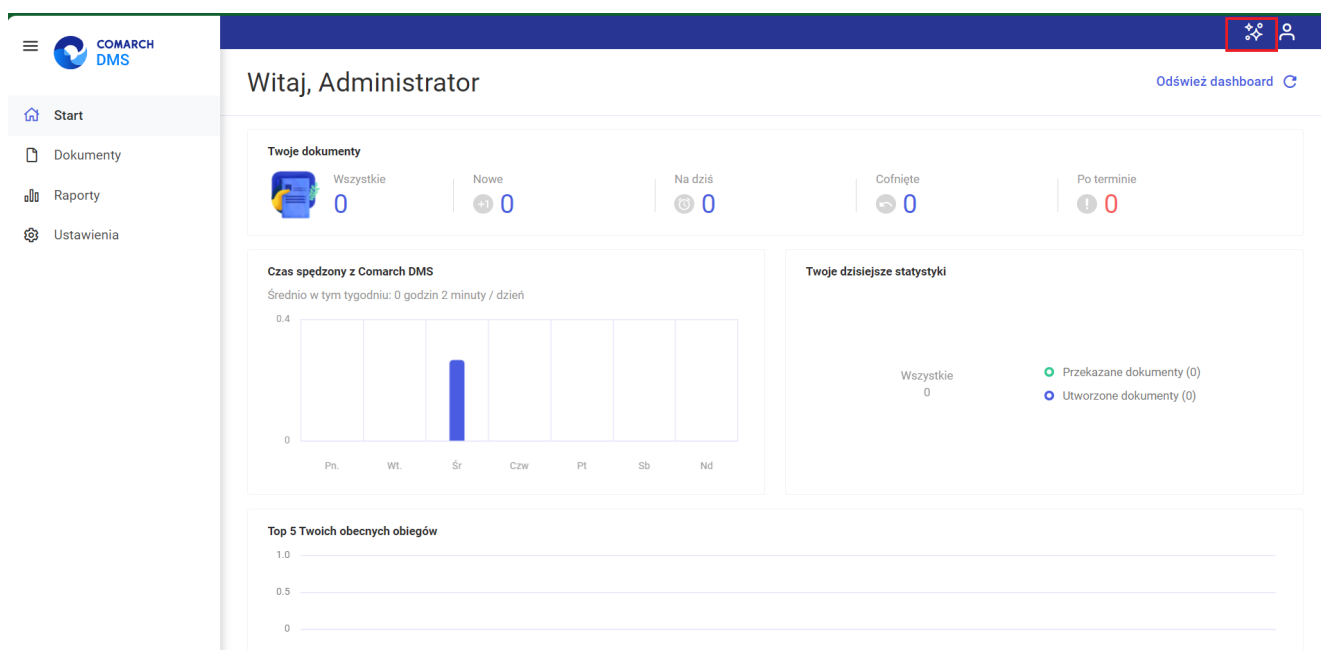 COMARCH
DMS
Witaj, Administrator
Odśwież dashboard
Start
Dokumenty
Raporty
Ustawienia
Twoje dokumenty
Wszystkie
0
Nowe
+1 0
Na dziś
0
Cofnięte
0
Po terminie
! 0
Czas spędzony z Comarch DMS
Średnio w tym tygodniu: 0 godzin 2 minuty / dzień
0.4
0
Pn. Wt. Śr Czw Pt Sb Nd
Twoje dzisiejsze statystyki
Wszystkie
0
Przekazane dokumenty (0)
Utworzone dokumenty (0)
Top 5 Twoich obecnych obiegów
1.0
0.5
0